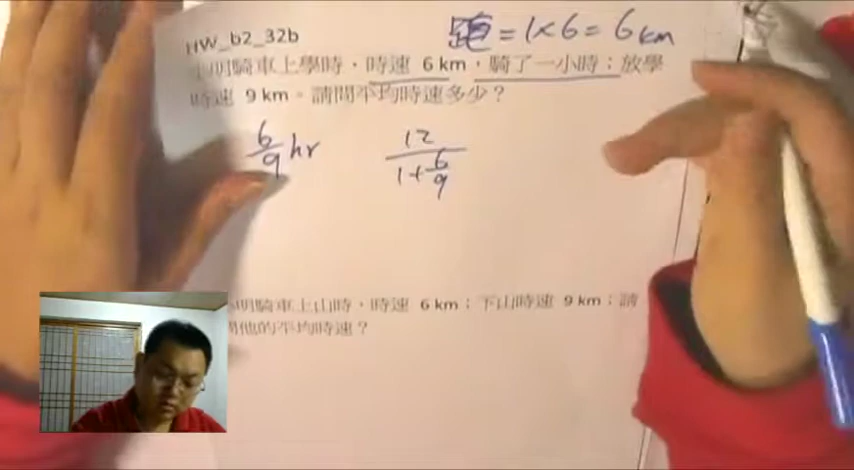 HW_b2_32b
距 = 1×6 = 6 km
小明騎車上學時，時速 6 km，騎了一小時；放學
時速 9 km。請問平均時速多少？
6/9 hr
12/(1+6/9)
明騎車上山時，時速 6 km；下山時速 9 km；請
他的平均時速？